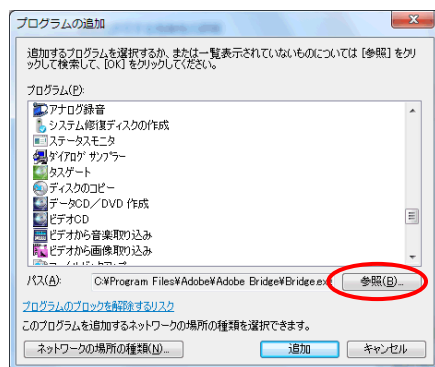 プログラムの追加
追加するプログラムを選択するか、または一覧表示されていないものについては [参照] をクリ
ックして検索して、[OK] をクリックしてください。
プログラム(P):
アナログ録音
システム修復ディスクの作成
ステータスモニタ
ダイアログ サンプラー
タスゲート
ディスクのコピー
データCD/DVD 作成
ビデオCD
ビデオから音楽取り込み
ビデオから画像取り込み
パス(A):
C:¥Program Files¥Adobe¥Adobe Bridge¥Bridge.exe
参照(B)...
プログラムのブロックを解除するリスク
このプログラムを追加するネットワークの場所の種類を選択できます。
ネットワークの場所の種類(N)...
追加
キャンセル